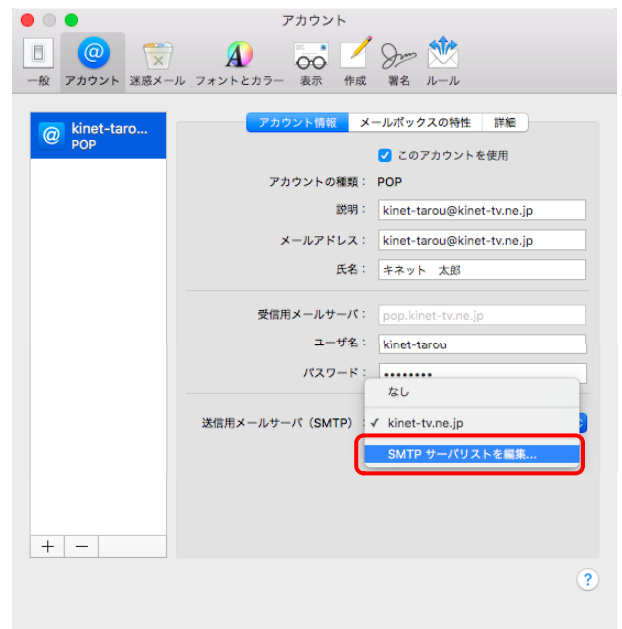 アカウント
一般 アカウント 迷惑メール フォントとカラー 表示 作成 署名 ルール
kinet-taro...
POP
アカウント情報 メールボックスの特性 詳細
このアカウントを使用
アカウントの種類： POP
説明： kinet-tarou@kinet-tv.ne.jp
メールアドレス： kinet-tarou@kinet-tv.ne.jp
氏名： キネット 太郎
受信用メールサーバ： pop.kinet-tv.ne.jp
ユーザ名： kinet-tarou
パスワード： ••••••••
なし
送信用メールサーバ（SMTP）： ✓ kinet-tv.ne.jp
SMTP サーバリストを編集...
+ −
?